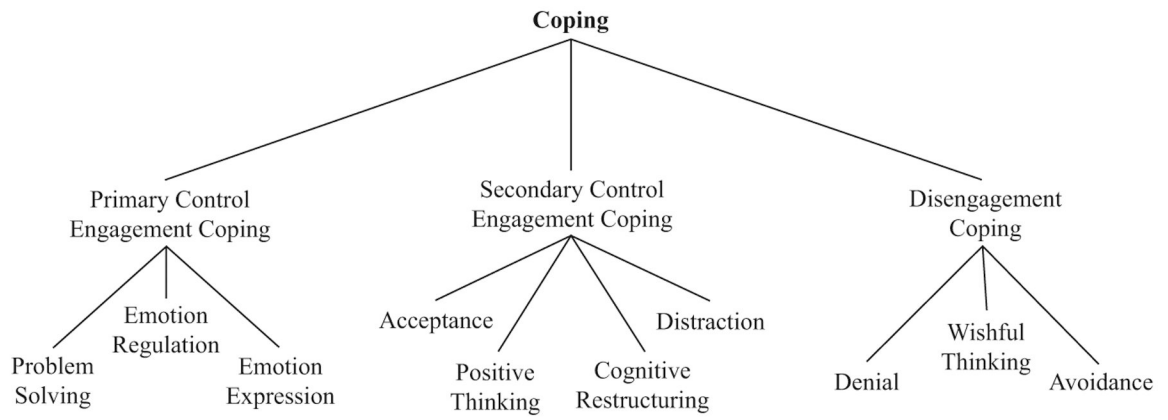 Coping
Primary Control
Engagement Coping
Secondary Control
Engagement Coping
Disengagement
Coping
Problem
Solving
Emotion
Regulation
Emotion
Expression
Acceptance
Positive
Thinking
Cognitive
Restructuring
Distraction
Denial
Wishful
Thinking
Avoidance